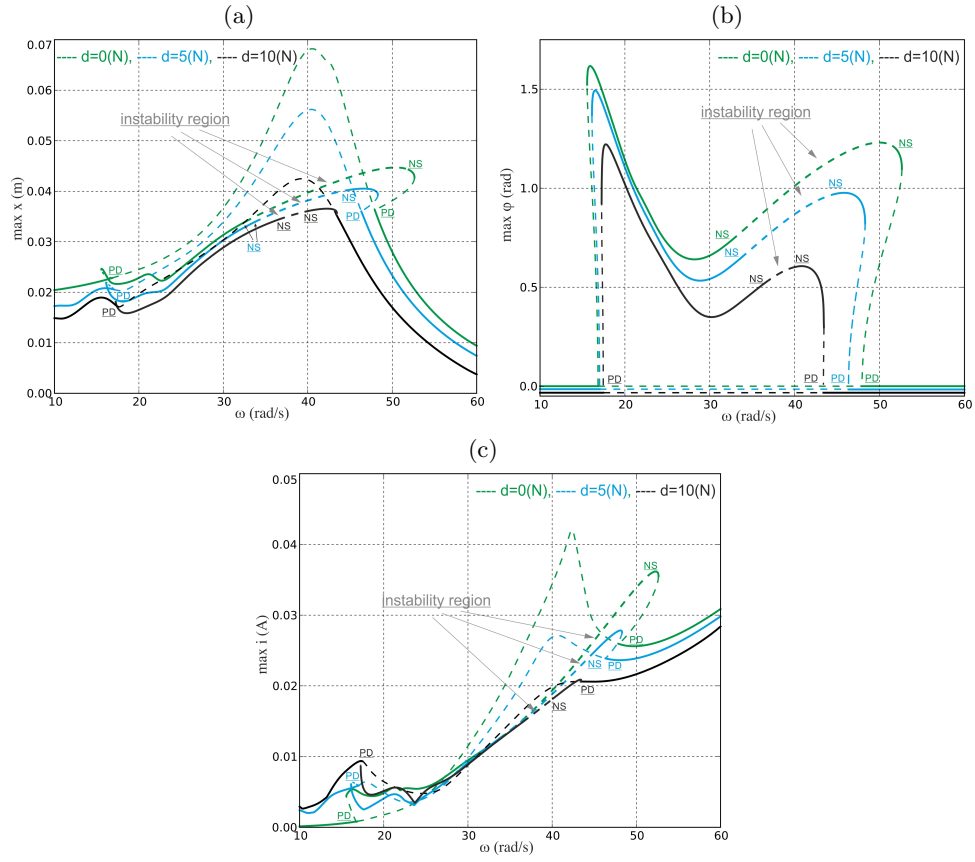 (a)
0.07
d=0(N), d=5(N), d=10(N)
0.06
instability region
0.05
NS
0.04
max x (m)
NS
PD
PD
NS
NS
0.03
NS
PD
0.02
PD
PD
0.01
0.00
10 20 30 40 50 60
ω (rad/s)
(b)
d=0(N), d=5(N), d=10(N)
1.5
instability region
NS
1.0
NS
max φ (rad)
NS
NS
NS
NS
0.5
PD
PD
PD
PD
0.0
10 20 30 40 50 60
ω (rad/s)
(c)
0.05
d=0(N), d=5(N), d=10(N)
0.04
NS
instability region
0.03
max i (A)
PD
NS
PD
0.02
PD
NS
PD
0.01
PD
PD
0.00
10 20 30 40 50 60
ω (rad/s)